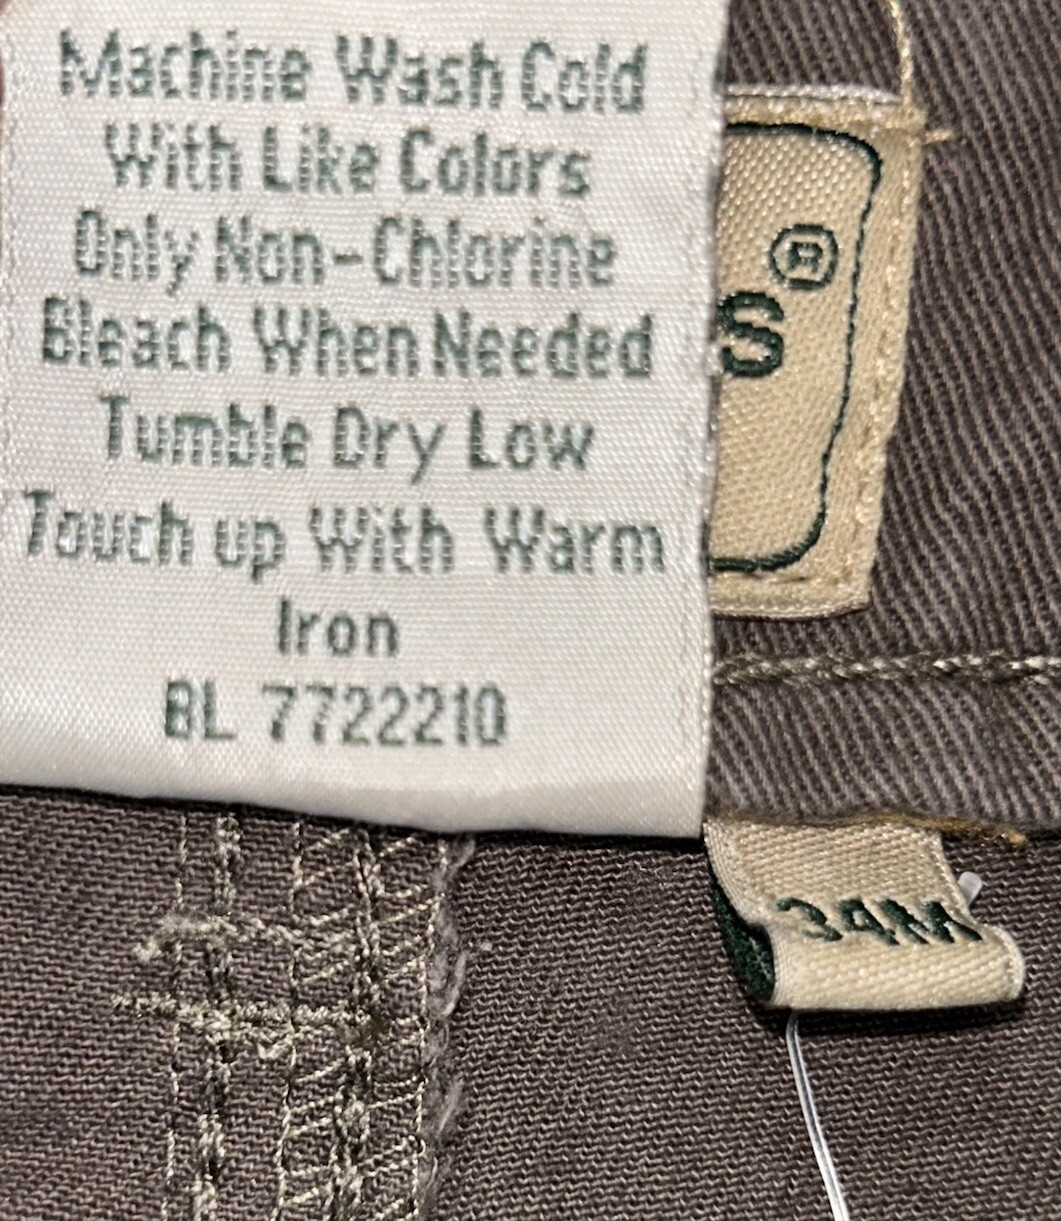 Machine Wash Cold
With Like Colors
Only Non-Chlorine
Bleach When Needed
Tumble Dry Low
Touch up With Warm
Iron
BL 7722210
S®
34M